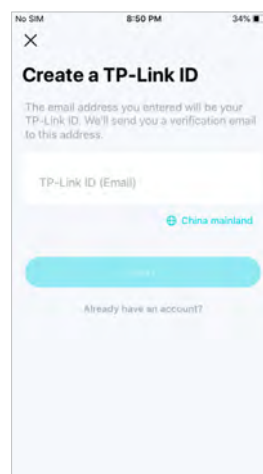 No SIM 8:50 PM 34%
Create a TP-Link ID
The email address you entered will be your
TP-Link ID. We'll send you a verification email
to this address.
TP-Link ID (Email)
China mainland
Already have an account?